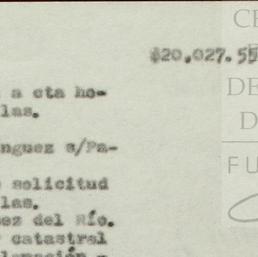 $20,027.55
a cta ho-
las.
nguez s/Pa-
solicitud
las.
ez del Río.
catastral
CE
DE
D
FU